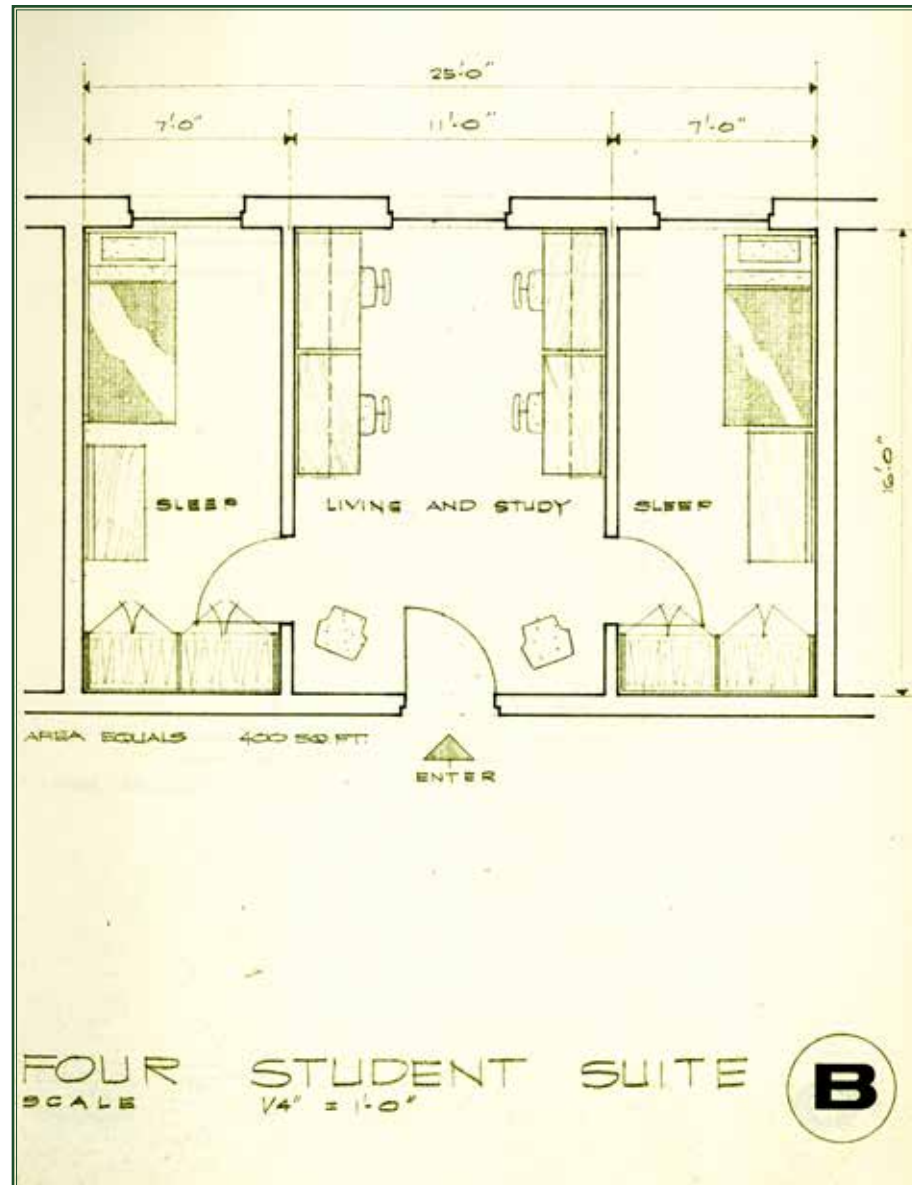 25'-0"
7'-0" 11'-0" 7'-0"
16'-0"
SLEEP LIVING AND STUDY SLEEP
AREA EQUALS 400 SQ. FT.
ENTER
FOUR STUDENT SUITE B
SCALE 1/4" = 1'-0"